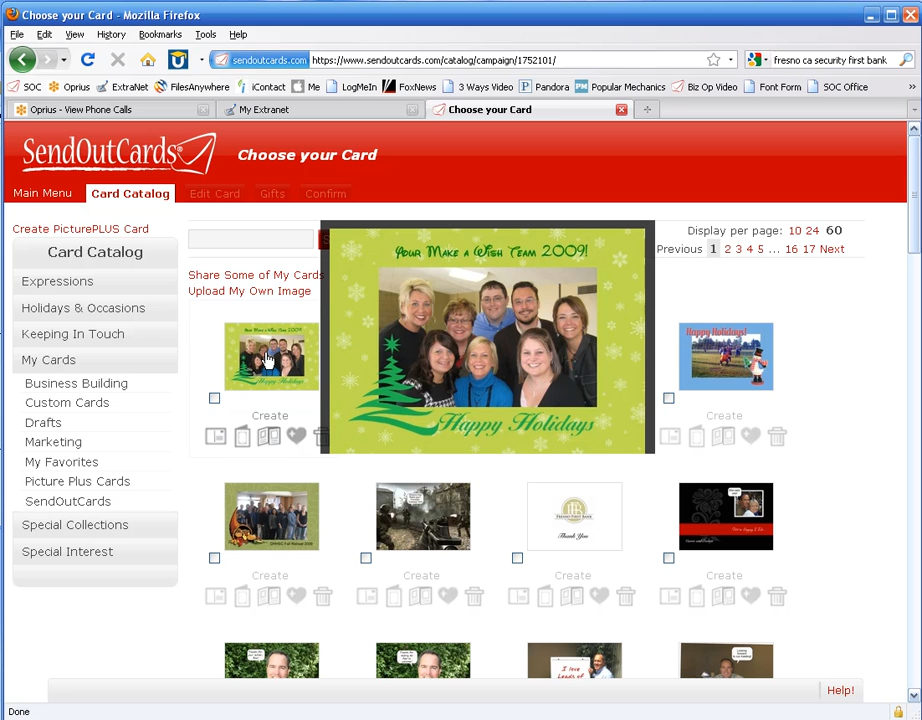 Choose your Card - Mozilla Firefox
File Edit View History Bookmarks Tools Help
sendoutcards.com https://www.sendoutcards.com/catalog/campaign/1752101/ fresno ca security first bank
SOC Oprius ExtraNet FilesAnywhere iContact Me LogMeIn FoxNews 3 Ways Video Pandora Popular Mechanics Biz Op Video Font Form SOC Office »
Oprius - View Phone Calls My Extranet Choose your Card
SendOutCards Choose your Card
Main Menu Card Catalog Edit Card Gifts Confirm
Create PicturePLUS Card
Card Catalog
Expressions
Holidays & Occasions
Keeping In Touch
My Cards
Business Building
Custom Cards
Drafts
Marketing
My Favorites
Picture Plus Cards
SendOutCards
Special Collections
Special Interest
Display per page: 10 24 60
Previous 1 2 3 4 5 ... 16 17 Next
Share Some of My Cards
Upload My Own Image
Your Make a Wish Team 2009!
Happy Holidays
Your Make a Wish Team 2009!
Happy Holidays
Happy Holidays!
Create
Create
Thank You
Create
Create
Create
Create
I love
Help!
Done